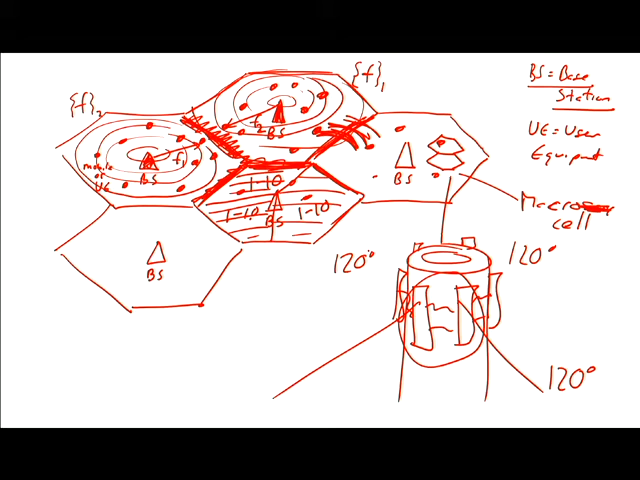 {f}₁
BS = Base
Station
{f}₂
f₂
BS
UE = User
Equipmt
f₁
mobile
or UE
BS
1-10
BS
1-10
1-10
BS
Macro
cell
BS
120°
120°
120°